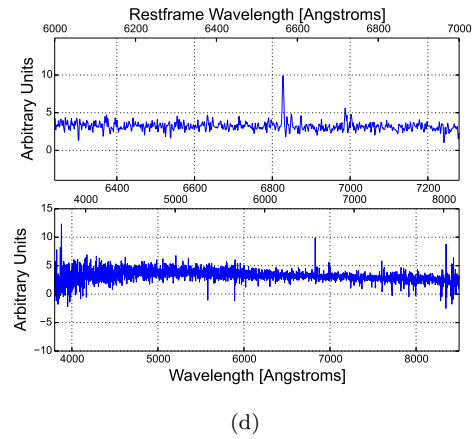 Restframe Wavelength [Angstroms]
6000 6200 6400 6600 6800 7000
Arbitrary Units
10
5
0
6400 6600 6800 7000 7200
4000 5000 6000 7000 8000
Arbitrary Units
15
10
5
0
−5
−10
4000 5000 6000 7000 8000
Wavelength [Angstroms]
(d)